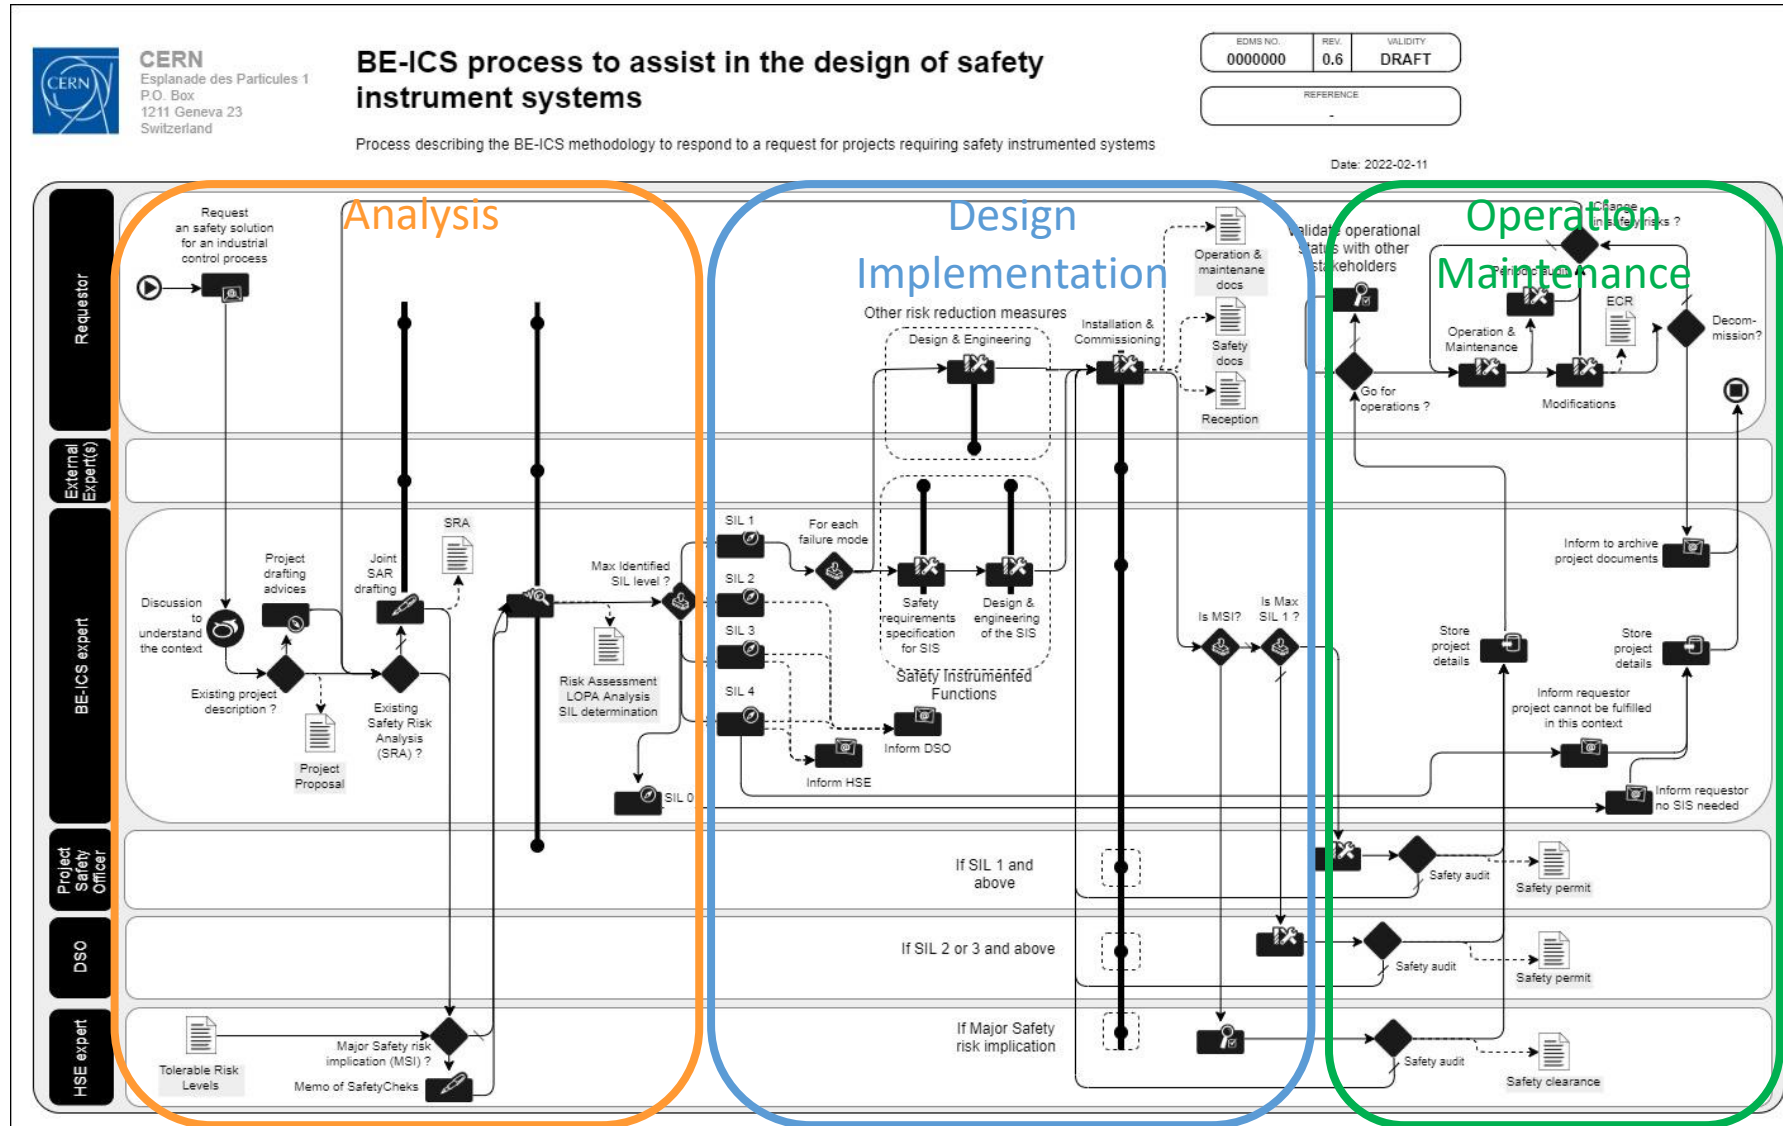 CERN
CERN
Esplanade des Particules 1
P.O. Box
1211 Geneva 23
Switzerland
BE-ICS process to assist in the design of safety
instrument systems
Process describing the BE-ICS methodology to respond to a request for projects requiring safety instrumented systems
EDMS NO.
REV.
VALIDITY
0000000
0.6
DRAFT
REFERENCE
-
Date: 2022-02-11
Analysis
Design
Implementation
Operation
Maintenance
Requestor
Request
an safety solution
for an industrial
control process
Other risk reduction measures
Design & Engineering
Installation &
Commissioning
Operation &
maintenane
docs
Safety
docs
Reception
Validate operational
status with other
stakeholders
Go for
operations ?
Change
in safety risks ?
Periodic audit
Operation &
Maintenance
ECR
Modifications
Decom-
mission?
External
Expert(s)
BE-ICS expert
Discussion
to
understand
the context
Project
drafting
advices
Existing project
description ?
Project
Proposal
Joint
SAR
drafting
SRA
Existing
Safety Risk
Analysis
(SRA) ?
Risk Assessment
LOPA Analysis
SIL determination
Max Identified
SIL level ?
SIL 1
SIL 2
SIL 3
SIL 4
SIL 0
For each
failure mode
Safety
requirements
specification
for SIS
Design &
engineering
of the SIS
Safety Instrumented
Functions
Inform DSO
Inform HSE
Is MSI?
Is Max
SIL 1 ?
Store
project
details
Inform to archive
project documents
Store
project
details
Inform requestor
project cannot be fulfilled
in this context
Inform requestor
no SIS needed
Project
Safety
Officer
If SIL 1 and
above
Safety audit
Safety permit
DSO
If SIL 2 or 3 and above
Safety audit
Safety permit
HSE expert
Tolerable Risk
Levels
Major Safety risk
implication (MSI) ?
Memo of SafetyCheks
If Major Safety
risk implication
Safety audit
Safety clearance